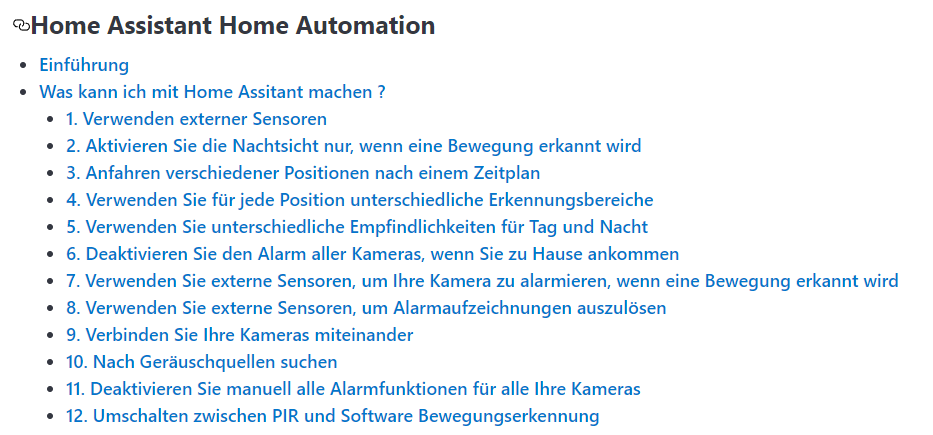 Home Assistant Home Automation
Einführung
Was kann ich mit Home Assitant machen ?
1. Verwenden externer Sensoren
2. Aktivieren Sie die Nachtsicht nur, wenn eine Bewegung erkannt wird
3. Anfahren verschiedener Positionen nach einem Zeitplan
4. Verwenden Sie für jede Position unterschiedliche Erkennungsbereiche
5. Verwenden Sie unterschiedliche Empfindlichkeiten für Tag und Nacht
6. Deaktivieren Sie den Alarm aller Kameras, wenn Sie zu Hause ankommen
7. Verwenden Sie externe Sensoren, um Ihre Kamera zu alarmieren, wenn eine Bewegung erkannt wird
8. Verwenden Sie externe Sensoren, um Alarmaufzeichnungen auszulösen
9. Verbinden Sie Ihre Kameras miteinander
10. Nach Geräuschquellen suchen
11. Deaktivieren Sie manuell alle Alarmfunktionen für alle Ihre Kameras
12. Umschalten zwischen PIR und Software Bewegungserkennung